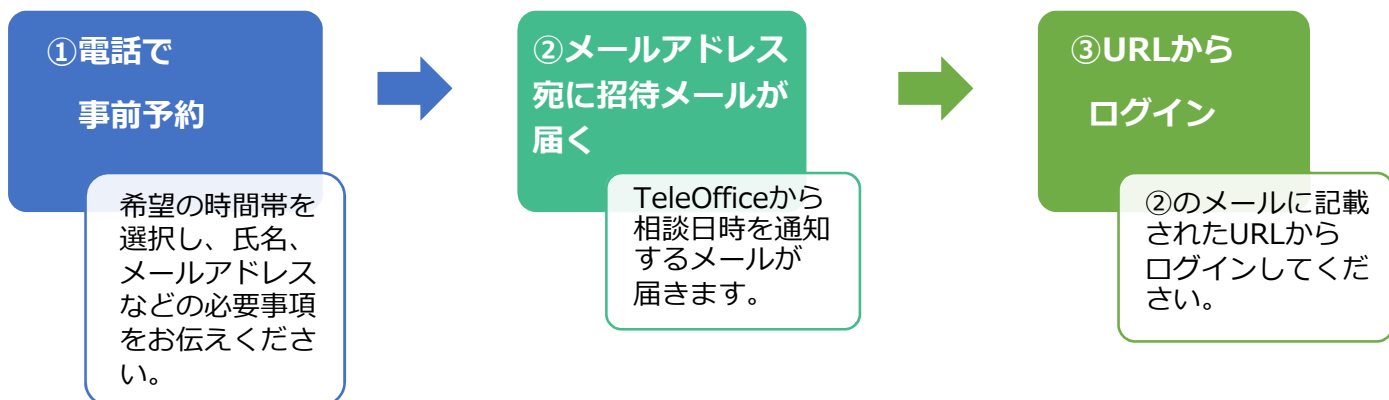 ①電話で
事前予約
希望の時間帯を
選択し、氏名、
メールアドレス
などの必要事項
をお伝えくださ
い。
②メールアドレス
宛に招待メールが
届く
TeleOfficeから
相談日時を通知
するメールが
届きます。
③URLから
ログイン
②のメールに記載
されたURLから
ログインしてくだ
さい。